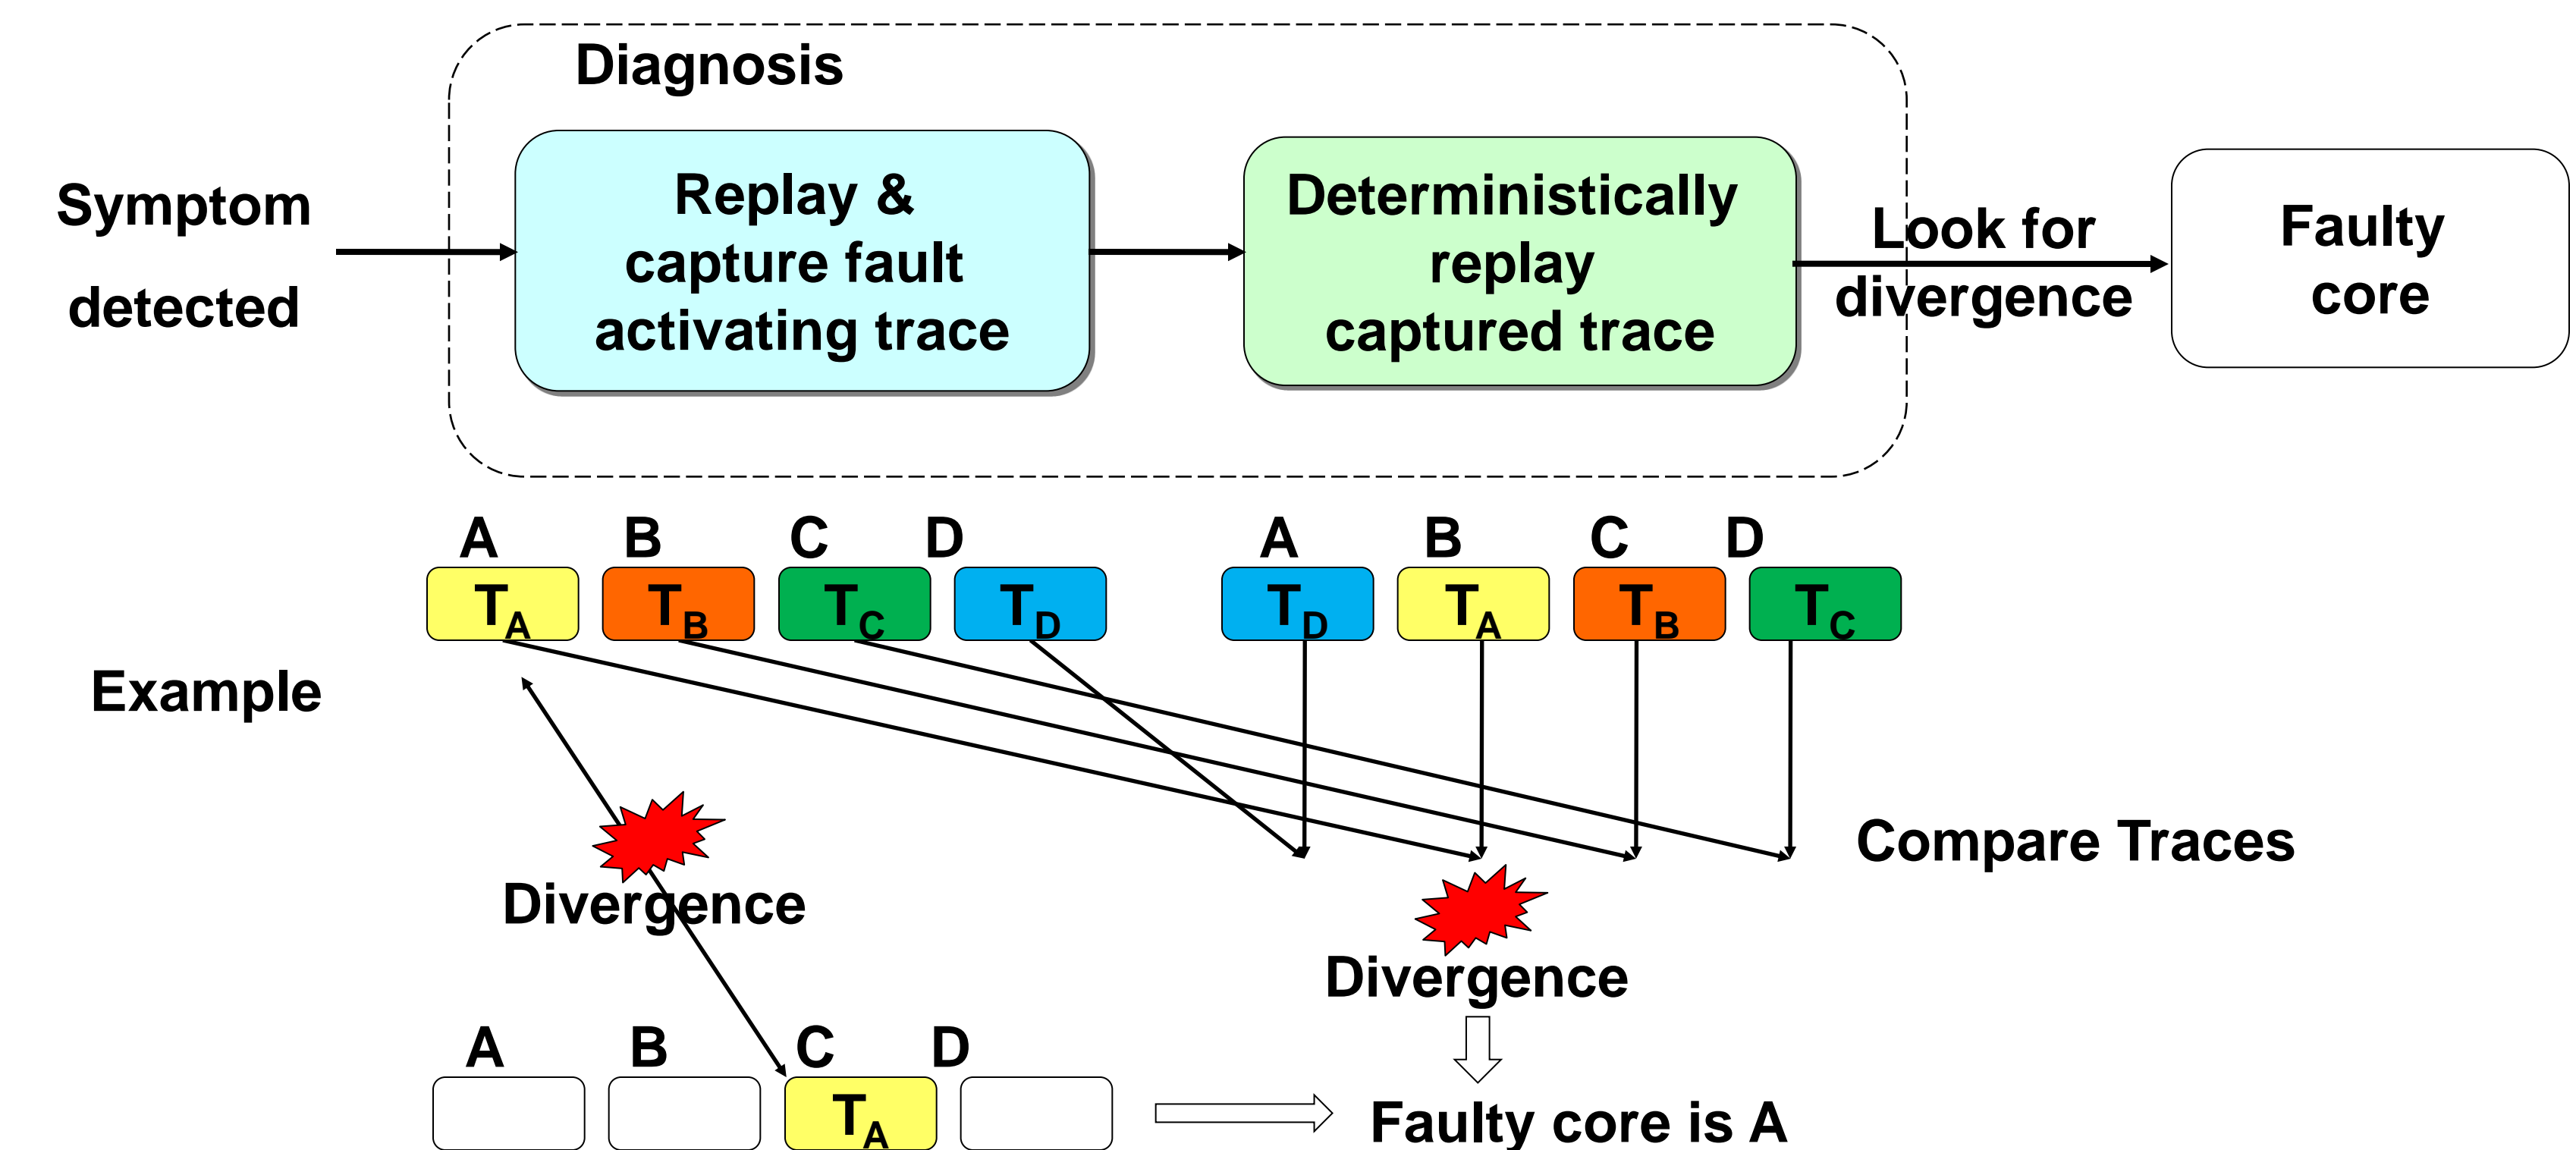 Diagnosis
Symptom
detected
Replay &
capture fault
activating trace
Deterministically
replay
captured trace
Look for
divergence
Faulty
core
A B C D A B C D
TA TB TC TD TD TA TB TC
Example
Compare Traces
Divergence
Divergence
A B C D
TA
Faulty core is A